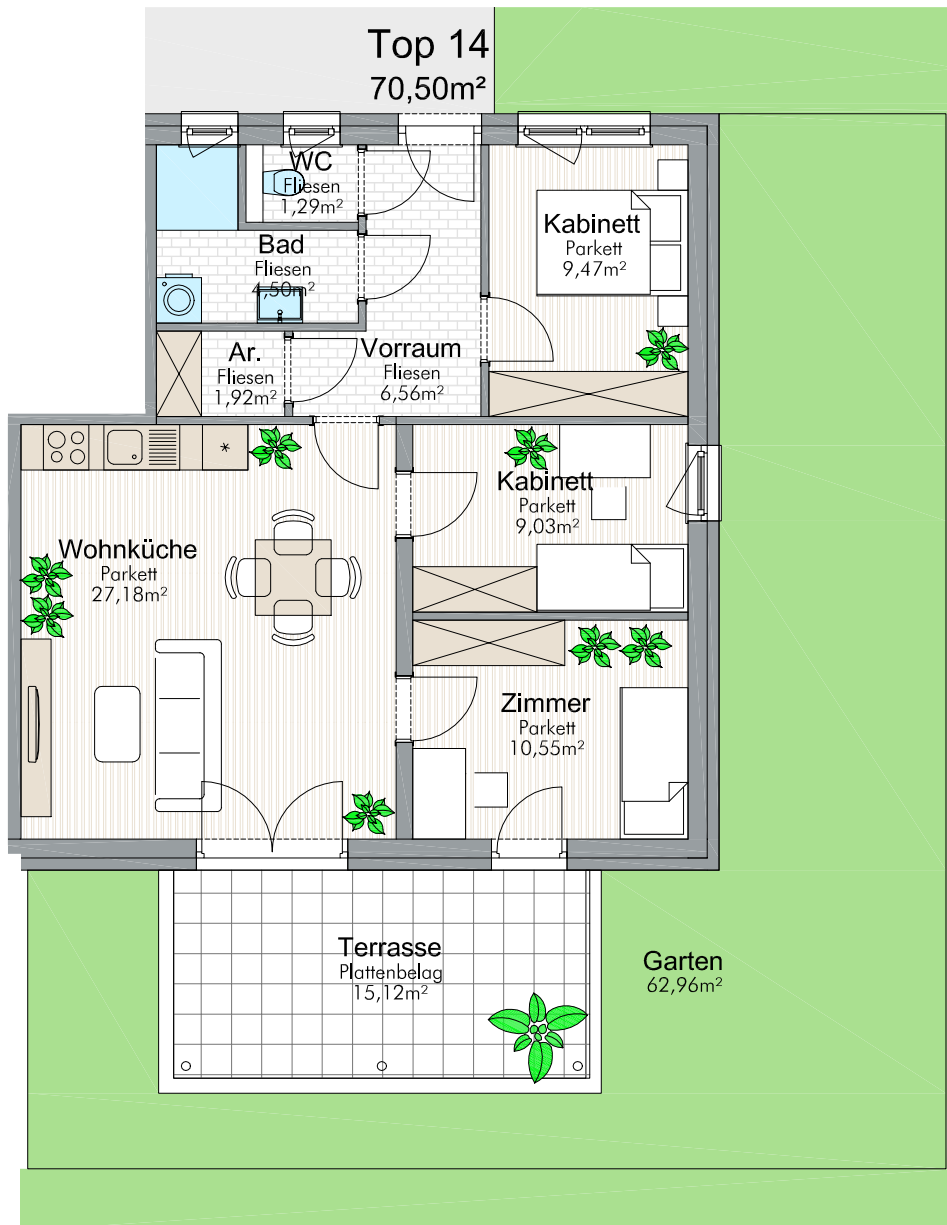 Top 14
70,50m²
WC
Fliesen
1,29m²
Kabinett
Parkett
9,47m²
Bad
Fliesen
4,50m²
Ar.
Fliesen
1,92m²
Vorraum
Fliesen
6,56m²
*
Kabinett
Parkett
9,03m²
Wohnküche
Parkett
27,18m²
Zimmer
Parkett
10,55m²
Terrasse
Plattenbelag
15,12m²
Garten
62,96m²